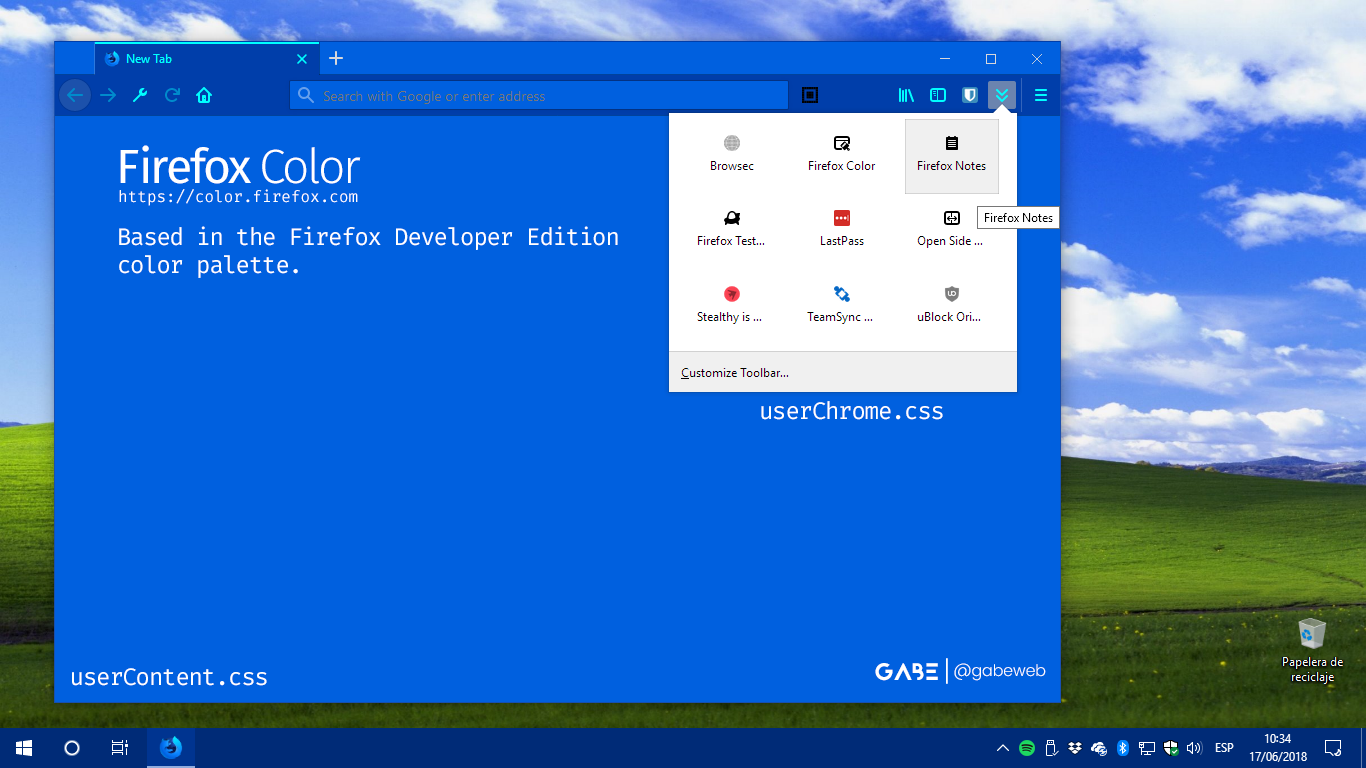 New Tab
Search with Google or enter address
Firefox Color
https://color.firefox.com
Based in the Firefox Developer Edition
color palette.
Browsec
Firefox Color
Firefox Notes
Firefox Notes
Firefox Test...
LastPass
Open Side ...
Stealthy is ...
TeamSync ...
uBlock Ori...
Customize Toolbar...
userChrome.css
userContent.css
GABE | @gabeweb
Papelera de
reciclaje
ESP
10:34
17/06/2018